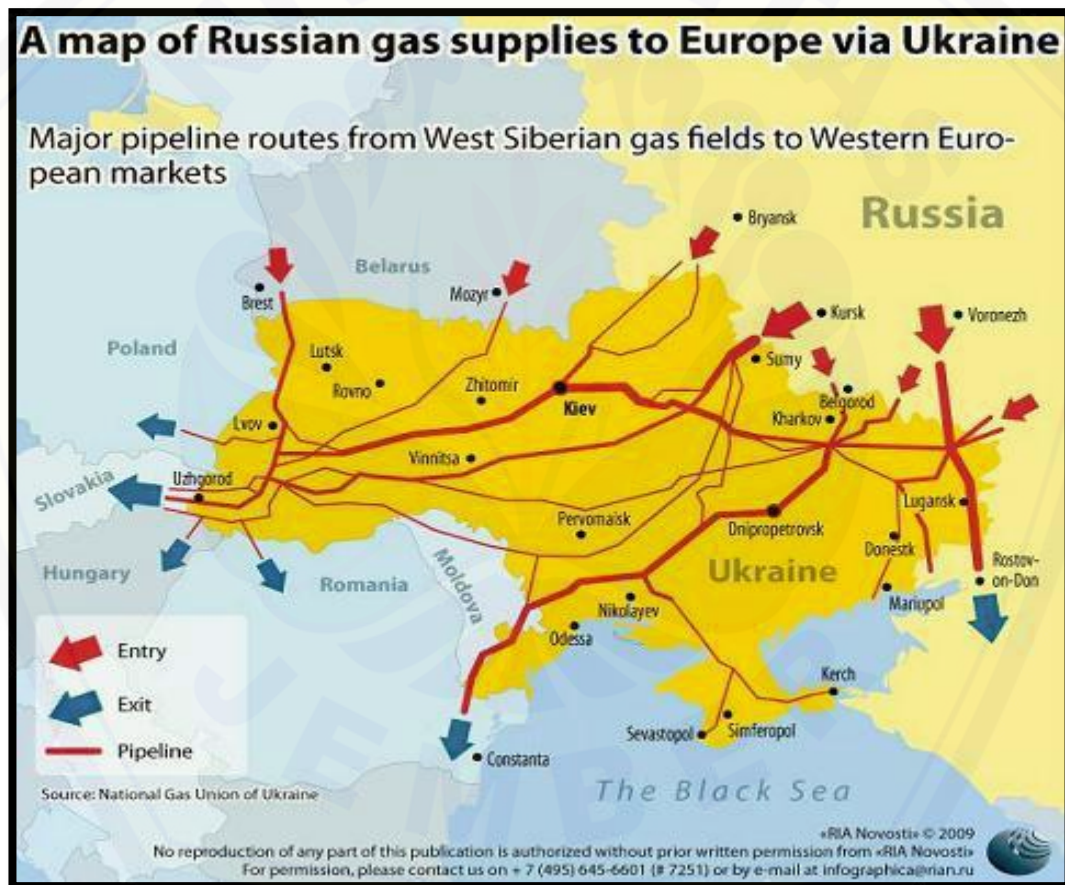 A map of Russian gas supplies to Europe via Ukraine
Major pipeline routes from West Siberian gas fields to Western Euro-
pean markets
Russia
Bryansk
Belarus
Mozyr
Brest
Kursk
Voronezh
Poland
Lutsk
Rovno
Zhitomir
Kiev
Sumy
Belgorod
Kharkov
Lvov
Vinnitsa
Uzhgorod
Slovakia
Lugansk
Pervomaisk
Dnipropetrovsk
Donestk
Hungary
Romania
Moldova
Ukraine
Rostov-
on-Don
Mariupol
Nikolayev
Odessa
Kerch
Sevastopol
Simferopol
Constanta
Entry
Exit
Pipeline
The Black Sea
Source: National Gas Union of Ukraine
«RIA Novosti» © 2009
No reproduction of any part of this publication is authorized without prior written permission from «RIA Novosti»
For permission, please contact us on + 7 (495) 645-6601 (# 7251) or by e-mail at infographica@rian.ru